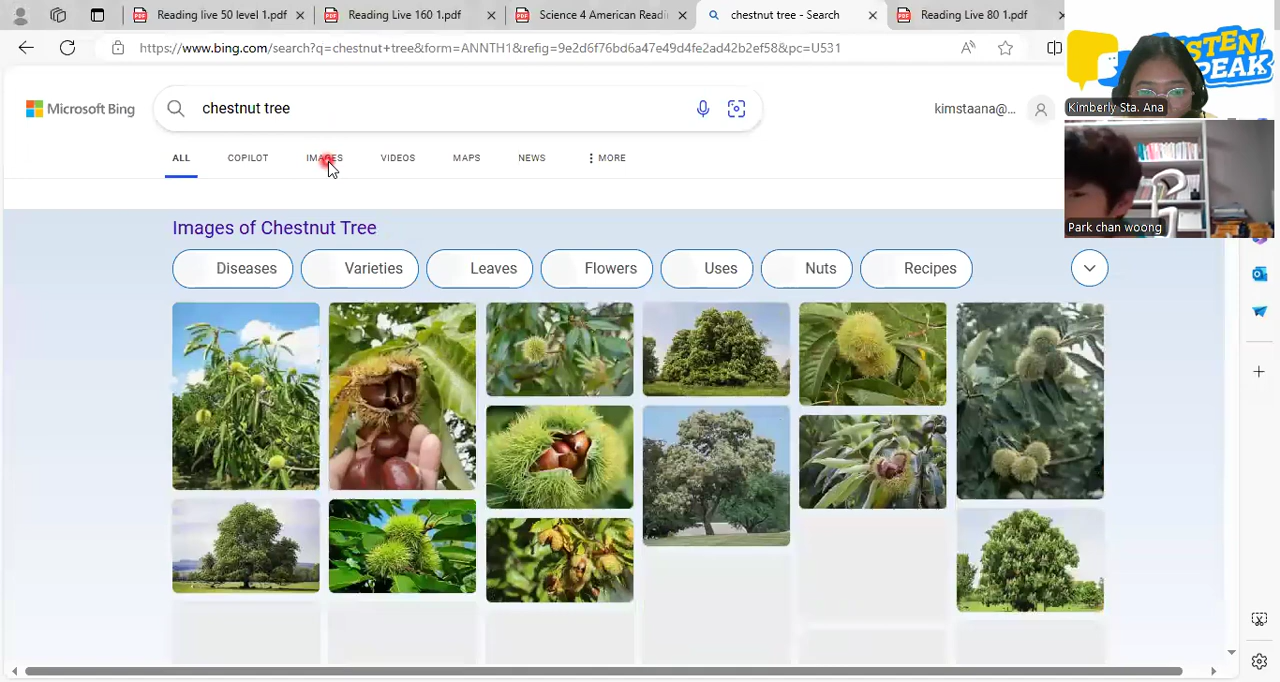 Reading live 50 level 1.pdf
Reading Live 160 1.pdf
Science 4 American Readi
chestnut tree - Search
Reading Live 80 1.pdf
https://www.bing.com/search?q=chestnut+tree&form=ANNTH1&refig=9e2d6f76bd6a47e49d4fe2ad42b2ef58&pc=U531
Microsoft Bing
chestnut tree
kimstaana@...
ALL
COPILOT
IMAGES
VIDEOS
MAPS
NEWS
MORE
Images of Chestnut Tree
Diseases
Varieties
Leaves
Flowers
Uses
Nuts
Recipes
Kimberly Sta. Ana
Park chan woong